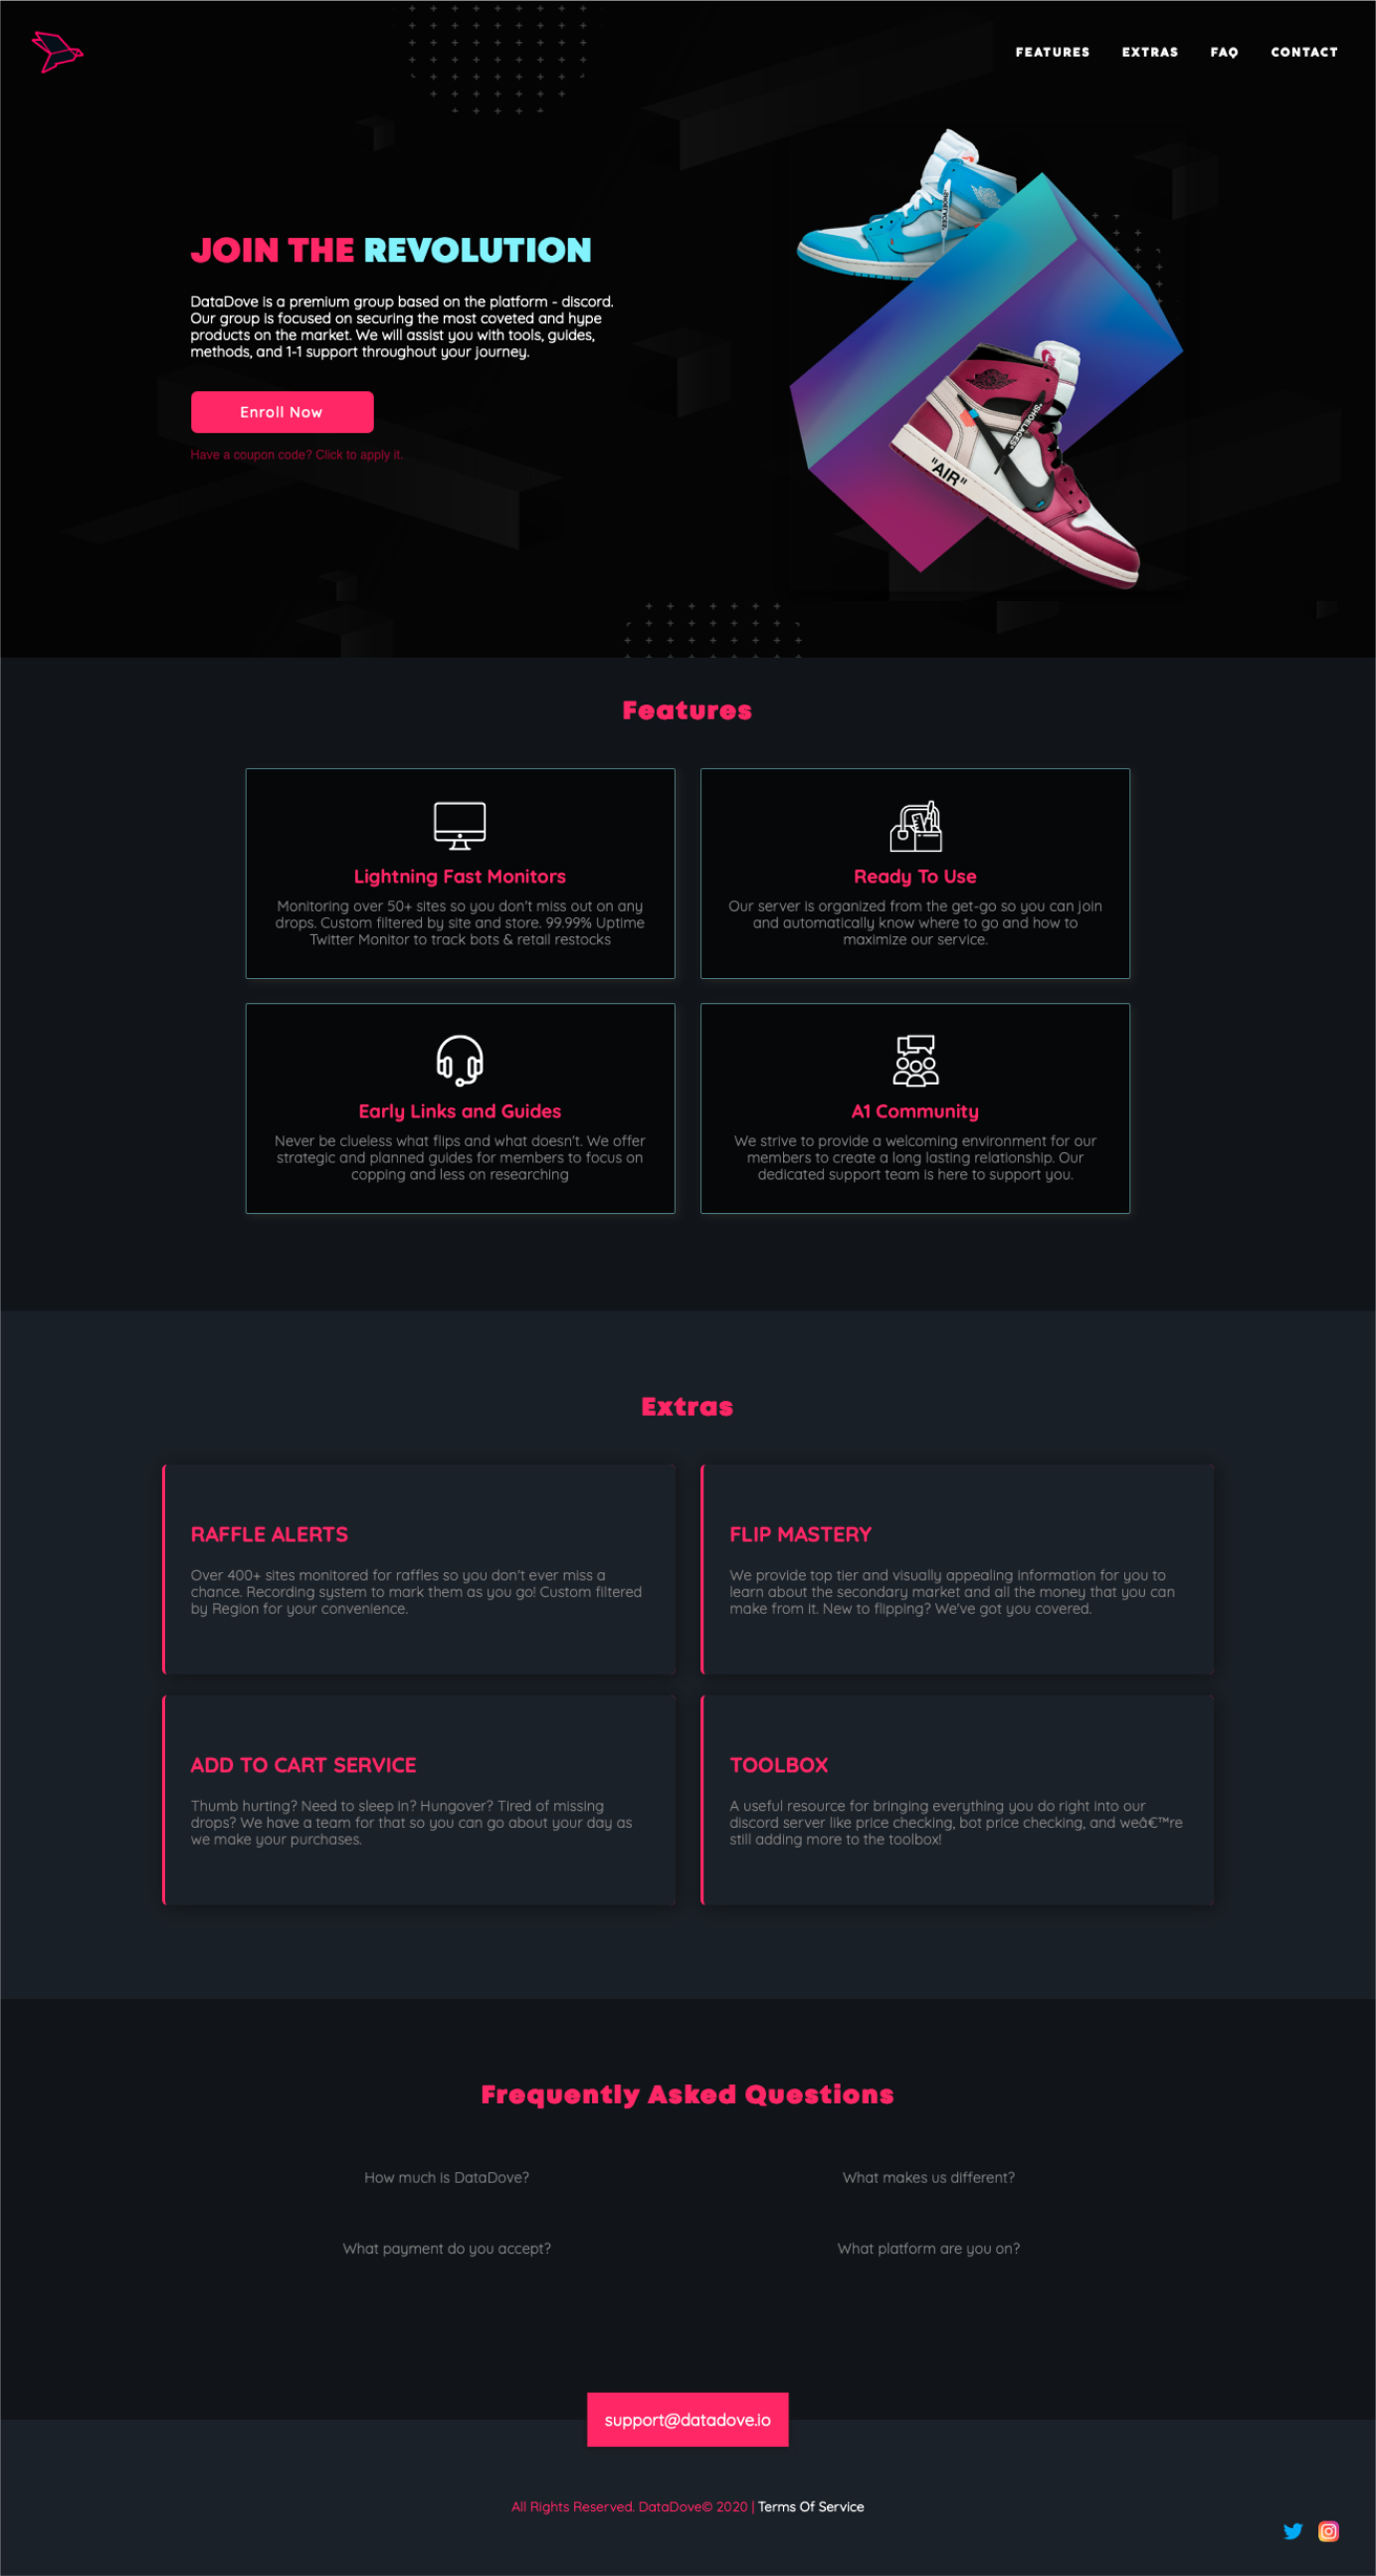 FEATURES EXTRAS FAQ CONTACT
JOIN THE REVOLUTION
DataDove is a premium group based on the platform - discord.
Our group is focused on securing the most coveted and hype
products on the market. We will assist you with tools, guides,
methods, and 1-1 support throughout your journey.
Enroll Now
Have a coupon code? Click to apply it.
"SHOELACES"
"SHOELACES"
"AIR"
Features
Lightning Fast Monitors
Monitoring over 50+ sites so you don't miss out on any
drops. Custom filtered by site and store. 99.99% Uptime
Twitter Monitor to track bots & retail restocks
Ready To Use
Our server is organized from the get-go so you can join
and automatically know where to go and how to
maximize our service.
Early Links and Guides
Never be clueless what flips and what doesn't. We offer
strategic and planned guides for members to focus on
copping and less on researching
A1 Community
We strive to provide a welcoming environment for our
members to create a long lasting relationship. Our
dedicated support team is here to support you.
Extras
RAFFLE ALERTS
Over 400+ sites monitored for raffles so you don't ever miss a
chance. Recording system to mark them as you go! Custom filtered
by Region for your convenience.
FLIP MASTERY
We provide top tier and visually appealing information for you to
learn about the secondary market and all the money that you can
make from it. New to flipping? We've got you covered.
ADD TO CART SERVICE
Thumb hurting? Need to sleep in? Hungover? Tired of missing
drops? We have a team for that so you can go about your day as
we make your purchases.
TOOLBOX
A useful resource for bringing everything you do right into our
discord server like price checking, bot price checking, and weâ€™re
still adding more to the toolbox!
Frequently Asked Questions
How much is DataDove?
What makes us different?
What payment do you accept?
What platform are you on?
support@datadove.io
All Rights Reserved. DataDove© 2020 | Terms Of Service